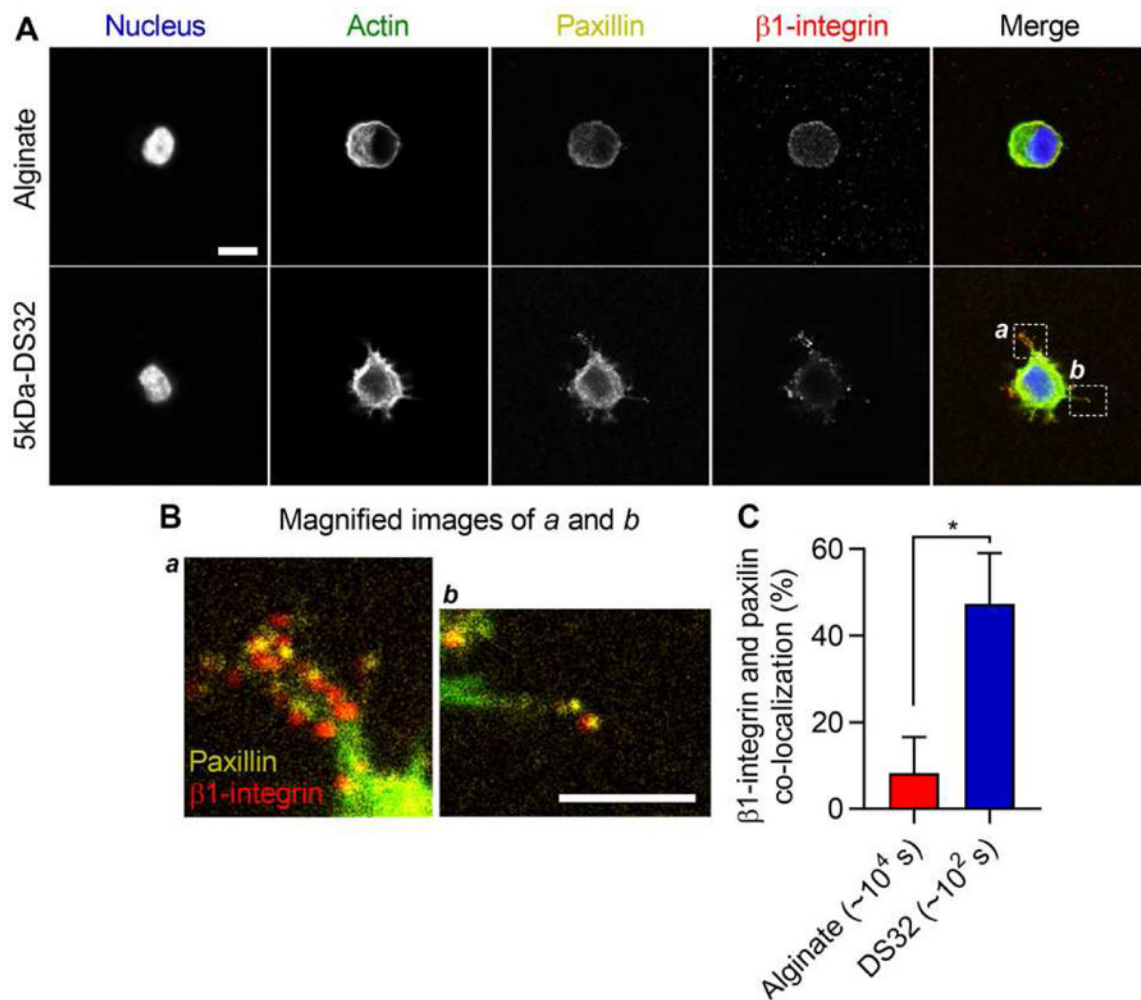 A
Nucleus
Actin
Paxillin
β1-integrin
Merge
Alginate
a
b
5kDa-DS32
B
Magnified images of a and b
a
b
Paxillin
β1-integrin
C
*
β1-integrin and paxilin
co-localization (%)
60
40
20
0
Alginate (~10⁴ s)
DS32 (~10² s)